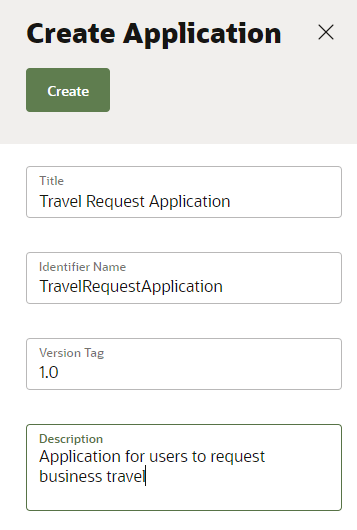 Create Application
Create
Title
Travel Request Application
Identifier Name
TravelRequestApplication
Version Tag
1.0
Description
Application for users to request
business travel